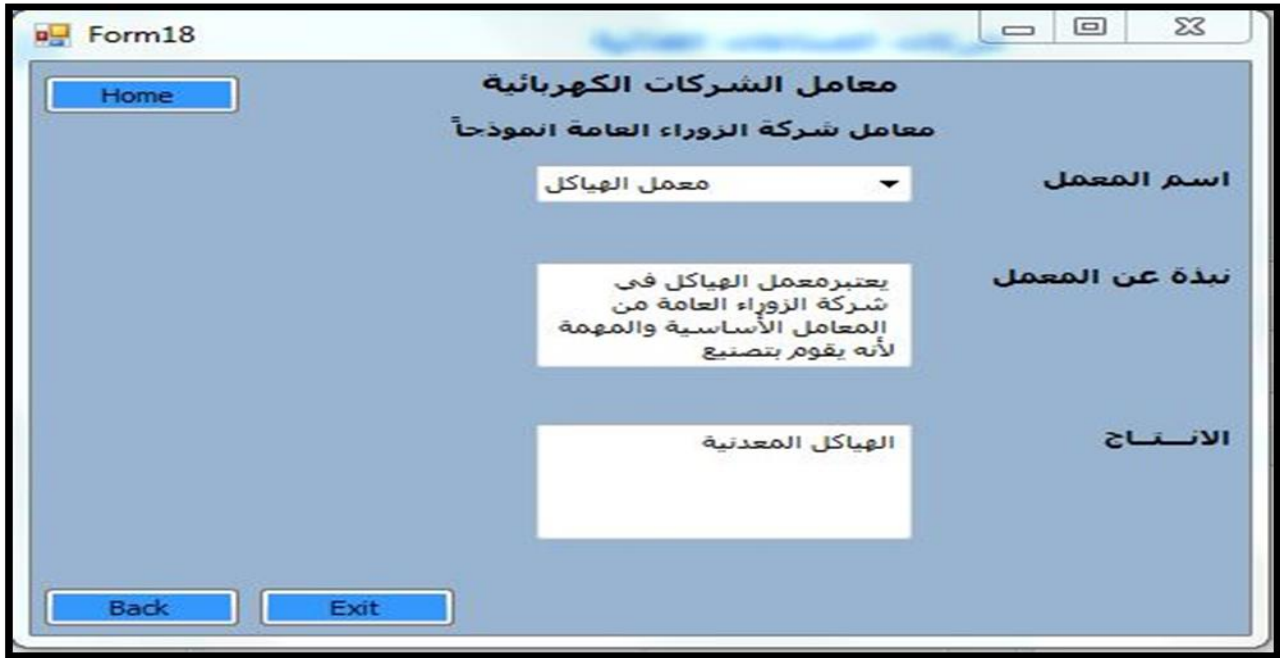 Form18
Home
معامل الشركات الكهربائية
معامل شركة الزوراء العامة انموذجاً
اسم المعمل
معمل الهياكل
نبذة عن المعمل
يعتبرمعمل الهياكل في
شركة الزوراء العامة من
المعامل الأساسية والمهمة
لأنه يقوم بتصنيع
الانـــتـــاج
الهياكل المعدنية
Back
Exit